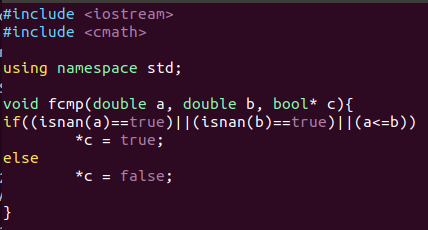 #include <iostream>
#include <cmath>
using namespace std;
void fcmp(double a, double b, bool* c){
if((isnan(a)==true)||(isnan(b)==true)||(a<=b))
        *c = true;
else
        *c = false;
}